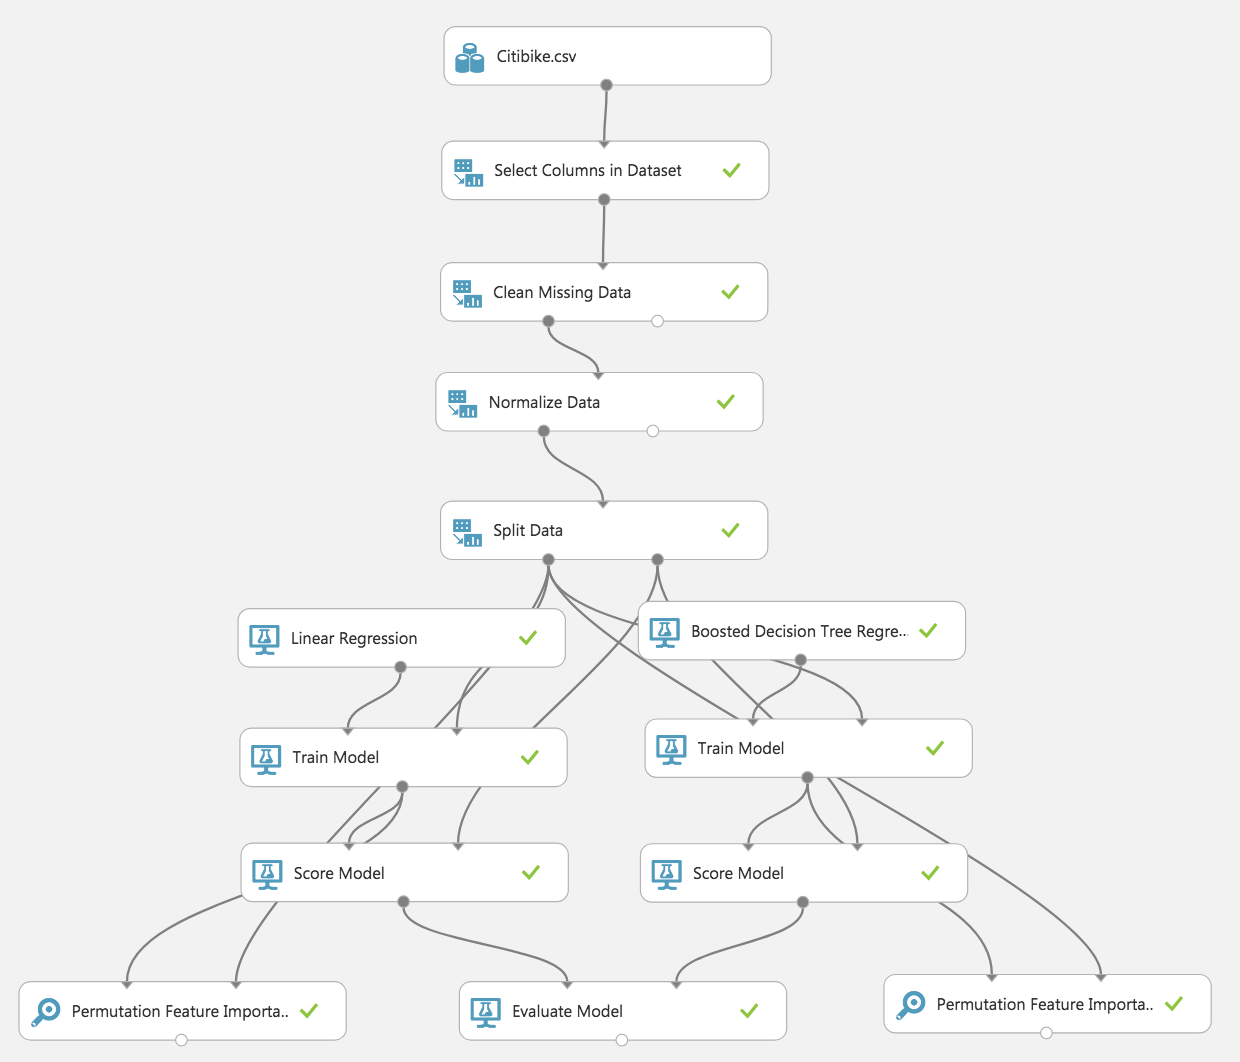 Citibike.csv
Select Columns in Dataset
Clean Missing Data
Normalize Data
Split Data
Linear Regression
Boosted Decision Tree Regre..
Train Model
Train Model
Score Model
Score Model
Permutation Feature Importa..
Evaluate Model
Permutation Feature Importa..